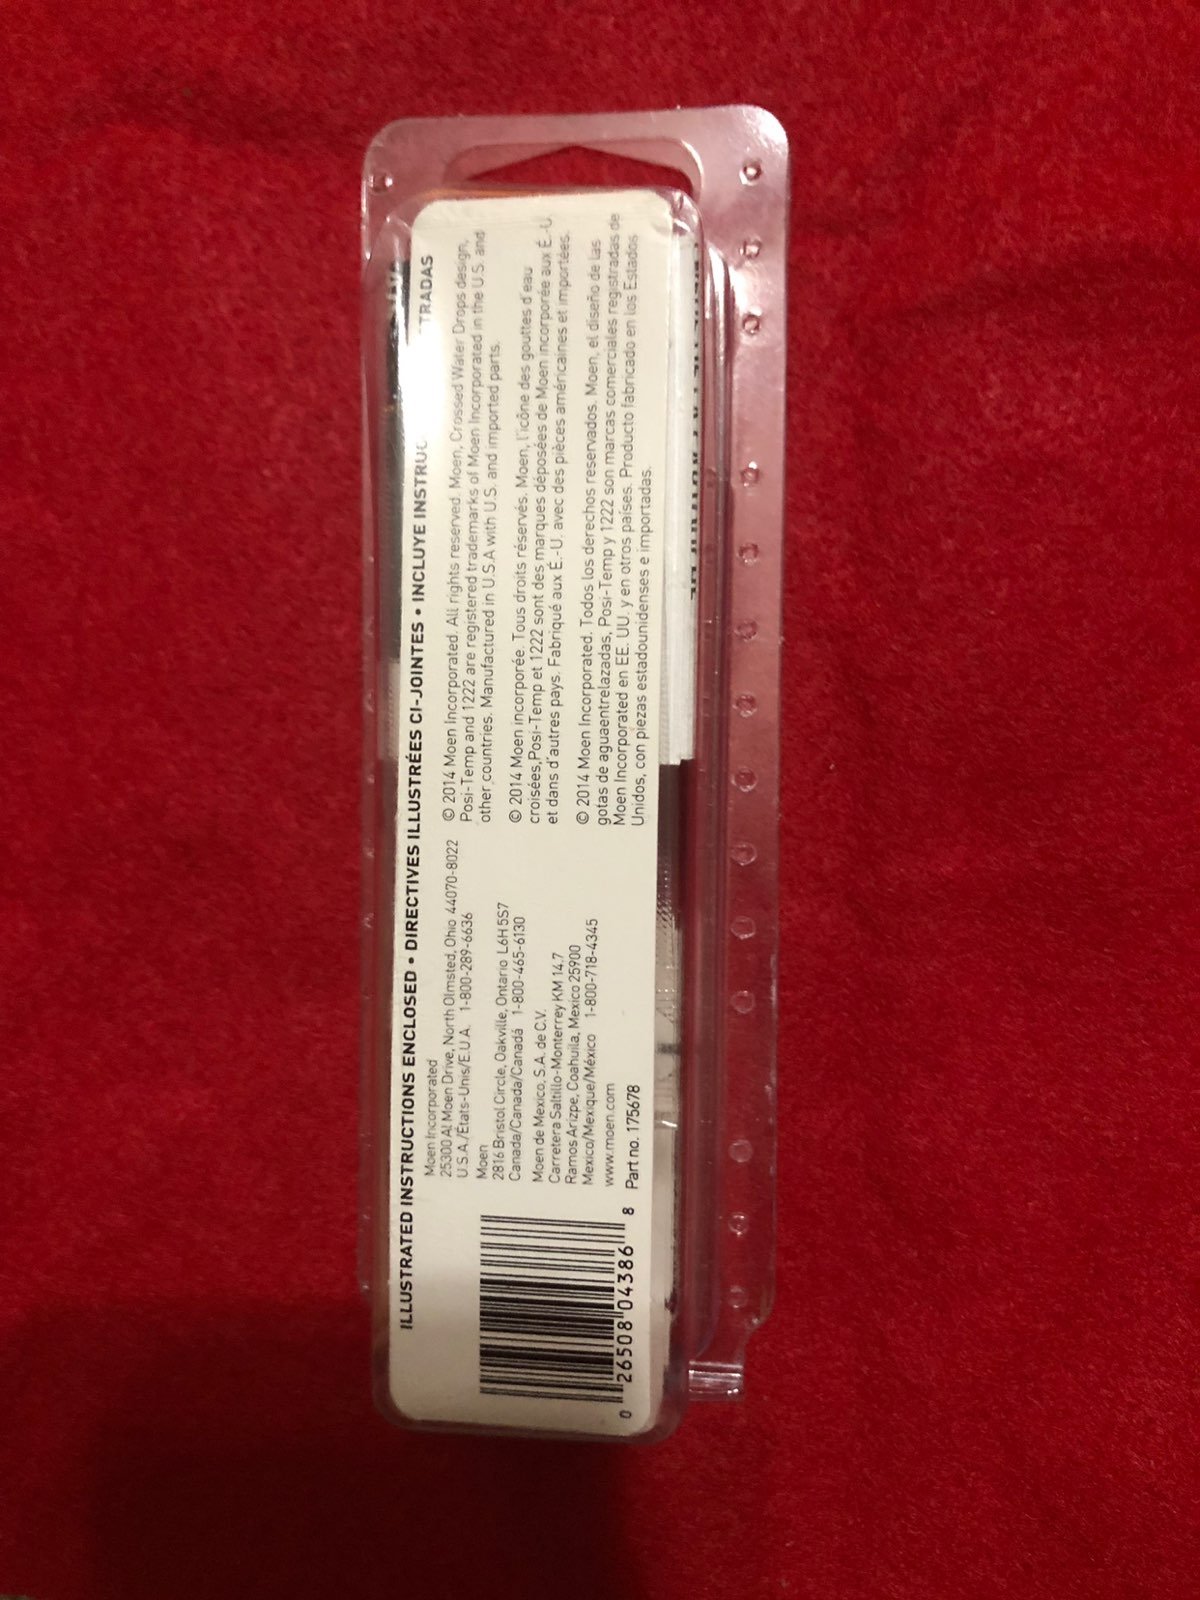 ILLUSTRATED INSTRUCTIONS ENCLOSED • DIRECTIVES ILLUSTRÉES CI-JOINTES • INCLUYE INSTRUC TRADAS
Moen Incorporated
25300 Al Moen Drive, North Olmsted, Ohio 44070-8022
U.S.A./États-Unis/E.U.A. 1-800-289-6636
Moen
2816 Bristol Circle, Oakville, Ontario L6H 5S7
Canada/Canada/Canadá 1-800-465-6130
Moen de Mexico, S.A. de C.V.
Carretera Saltillo-Monterrey KM 14.7
Ramos Arizpe, Coahuila, Mexico 25900
Mexico/Mexique/México 1-800-718-4345
www.moen.com
Part no. 175678
© 2014 Moen Incorporated. All rights reserved. Moen, Crossed Water Drops design,
Posi-Temp and 1222 are registered trademarks of Moen Incorporated in the U.S. and
other countries. Manufactured in U.S.A with U.S. and imported parts.
© 2014 Moen incorporée. Tous droits réservés. Moen, l'icône des gouttes d'eau
croisées,Posi-Temp et 1222 sont des marques déposées de Moen incorporée aux É.-U.
et dans d'autres pays. Fabriqué aux É.-U. avec des pièces américaines et importées.
© 2014 Moen Incorporated. Todos los derechos reservados. Moen, el diseño de las
gotas de aguaentrelazadas, Posi-Temp y 1222 son marcas comerciales registradas de
Moen Incorporated en EE. UU. y en otros países. Producto fabricado en los Estados
Unidos, con piezas estadounidenses e importadas.
0 26508 04386 8